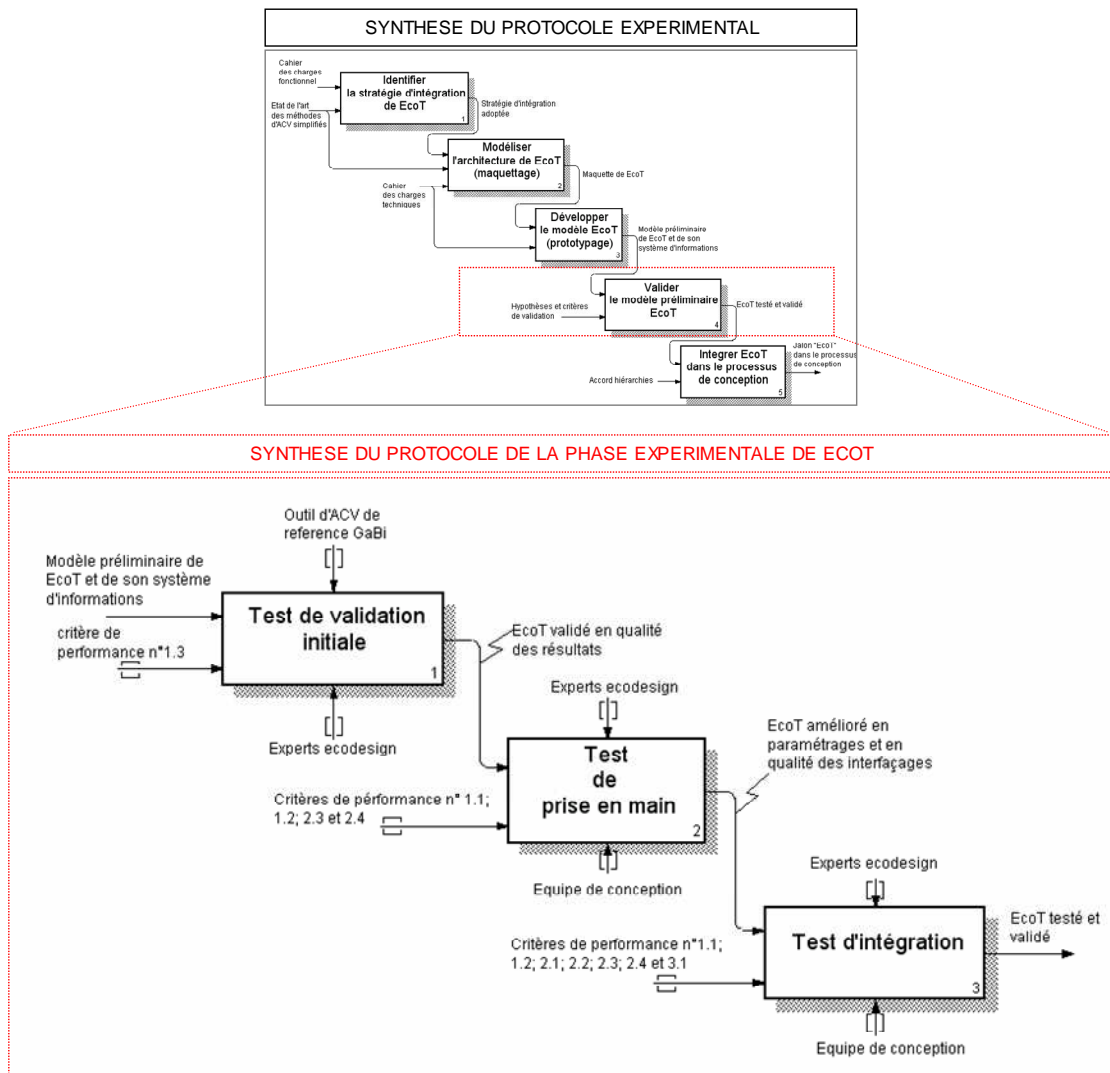 SYNTHESE DU PROTOCOLE EXPERIMENTAL
Cahier
des charges
fonctionnel
Identifier
la stratégie d'intégration
de EcoT
1
Etat de l'art
des méthodes
d'ACV simplifiés
Stratégie d'intégration
adoptée
Modéliser
l'architecture de EcoT
(maquettage)
2
Maquette de EcoT
Cahier
des charges
techniques
Développer
le modèle EcoT
(prototypage)
3
Modèle préliminaire
de EcoT et de son
système d'informations
Valider
le modèle préliminaire
EcoT
4
Hypothèses et critères
de validation
EcoT testé et validé
Integrer EcoT
dans le processus
de conception
5
Jalon "EcoT"
dans le processus
de conception
Accord hiérarchies
SYNTHESE DU PROTOCOLE DE LA PHASE EXPERIMENTALE DE ECOT
Outil d'ACV de
reference GaBi
Modèle préliminaire de
EcoT et de son système
d'informations
Test de validation
initiale
1
critère de
performance n°1.3
EcoT validé en qualité
des résultats
Experts ecodesign
Experts ecodesign
Test
de
prise en main
2
EcoT amélioré en
paramétrages et en
qualité des interfaçages
Critères de pérformance n° 1.1;
1.2; 2.3 et 2.4
Equipe de conception
Experts ecodesign
Test d'intégration
3
EcoT testé et
validé
Critères de performance n°1.1;
1.2; 2.1; 2.2; 2.3; 2.4 et 3.1
Equipe de conception